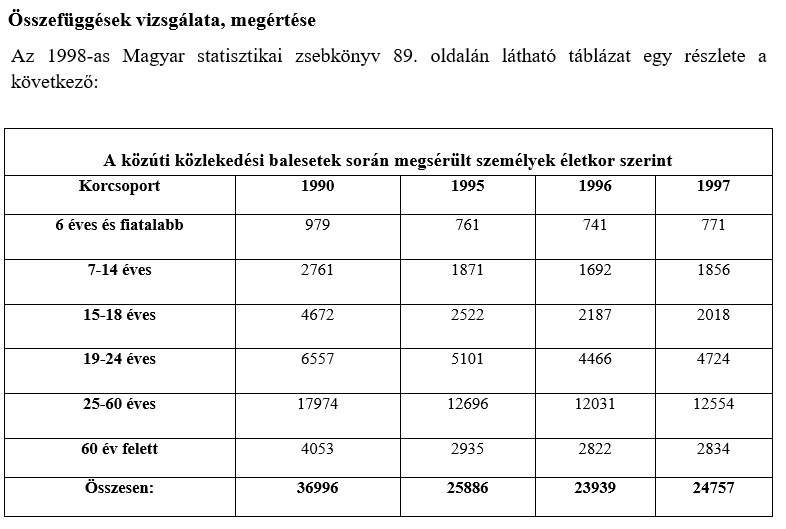 Összefüggések vizsgálata, megértése
Az 1998-as Magyar statisztikai zsebkönyv 89. oldalán látható táblázat egy részlete a
következő:
A közúti közlekedési balesetek során megsérült személyek életkor szerint
Korcsoport 1990 1995 1996 1997
6 éves és fiatalabb 979 761 741 771
7-14 éves 2761 1871 1692 1856
15-18 éves 4672 2522 2187 2018
19-24 éves 6557 5101 4466 4724
25-60 éves 17974 12696 12031 12554
60 év felett 4053 2935 2822 2834
Összesen: 36996 25886 23939 24757